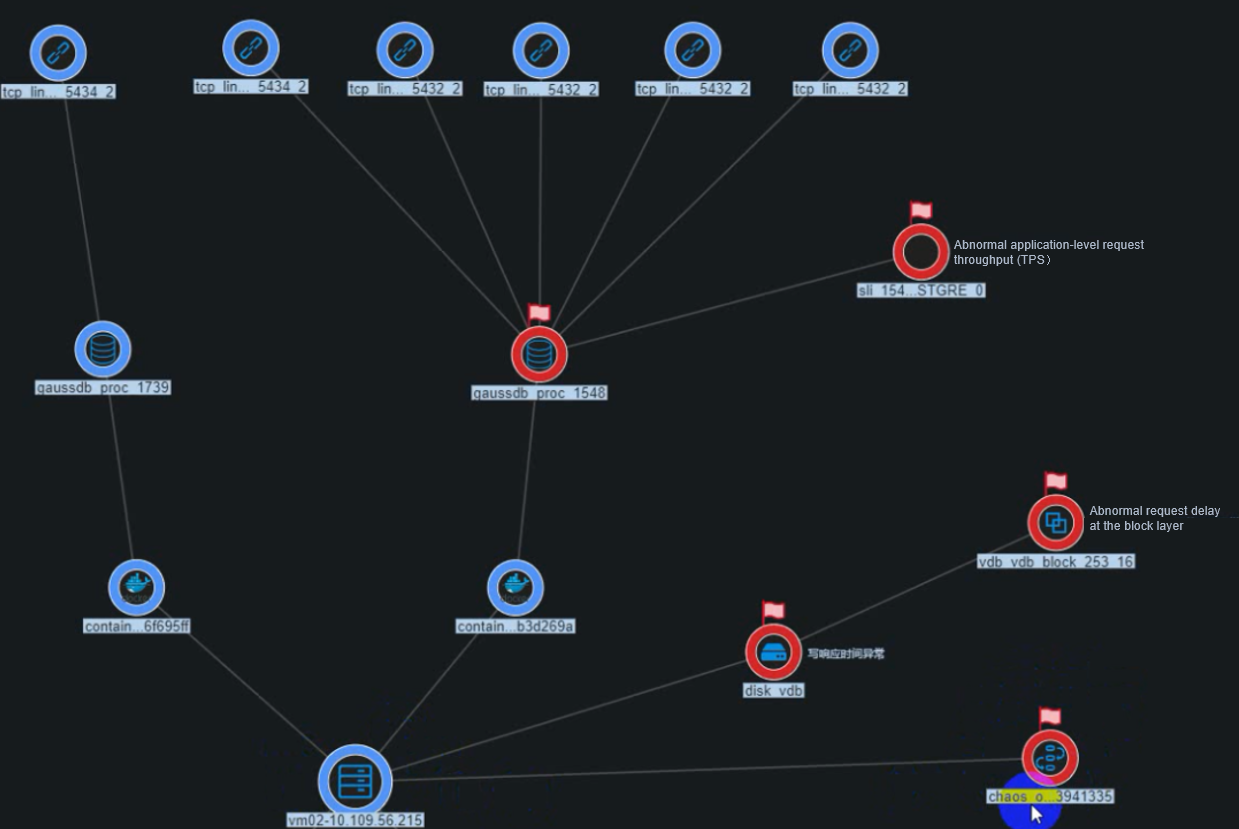 tcp_lin... 5434_2
tcp_lin... 5434_2
tcp_lin... 5432_2
tcp_lin... 5432_2
tcp_lin... 5432_2
tcp_lin... 5432_2
Abnormal application-level request
throughput (TPS）
sli_154...STGRE_0
gaussdb_proc_1739
gaussdb_proc_1548
Abnormal request delay
at the block layer
vdb_vdb_block_253_16
contain...6f695ff
contain...b3d269a
写响应时间异常
disk_vdb
chaos_o...3941335
vm02-10.109.56.215